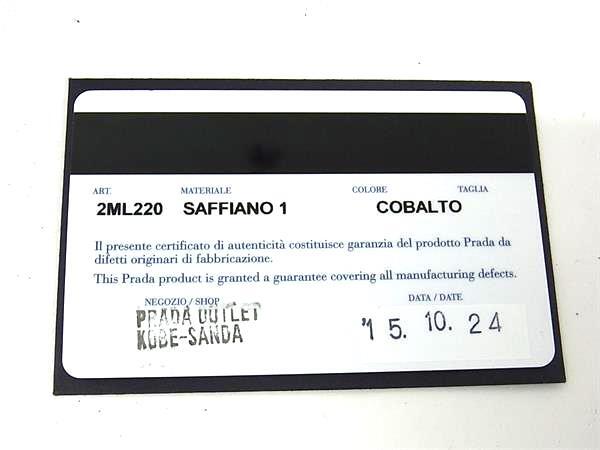 ART. MATERIALE COLORE TAGLIA
2ML220 SAFFIANO 1 COBALTO
Il presente certificato di autenticità costituisce garanzia del prodotto Prada da
difetti originari di fabbricazione.
This Prada product is granted a guarantee covering all manufacturing defects.
NEGOZIO / SHOP DATA / DATE
PRADA OUTLET
KOBE-SANDA
'15. 10. 24